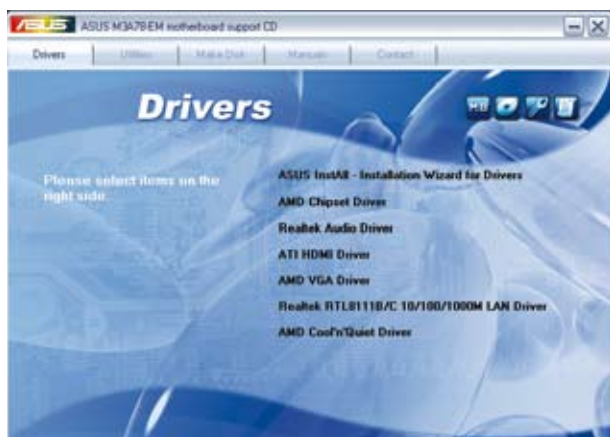 ASUS ASUS M3A78-EM motherboard support CD
Drivers Utilities Make Disk Manuals Contact
Drivers
Please select items on the
right side.
ASUS InstAll - Installation Wizard for Drivers
AMD Chipset Driver
Realtek Audio Driver
ATI HDMI Driver
AMD VGA Driver
Realtek RTL8111B/C 10/100/1000M LAN Driver
AMD Cool'n'Quiet Driver